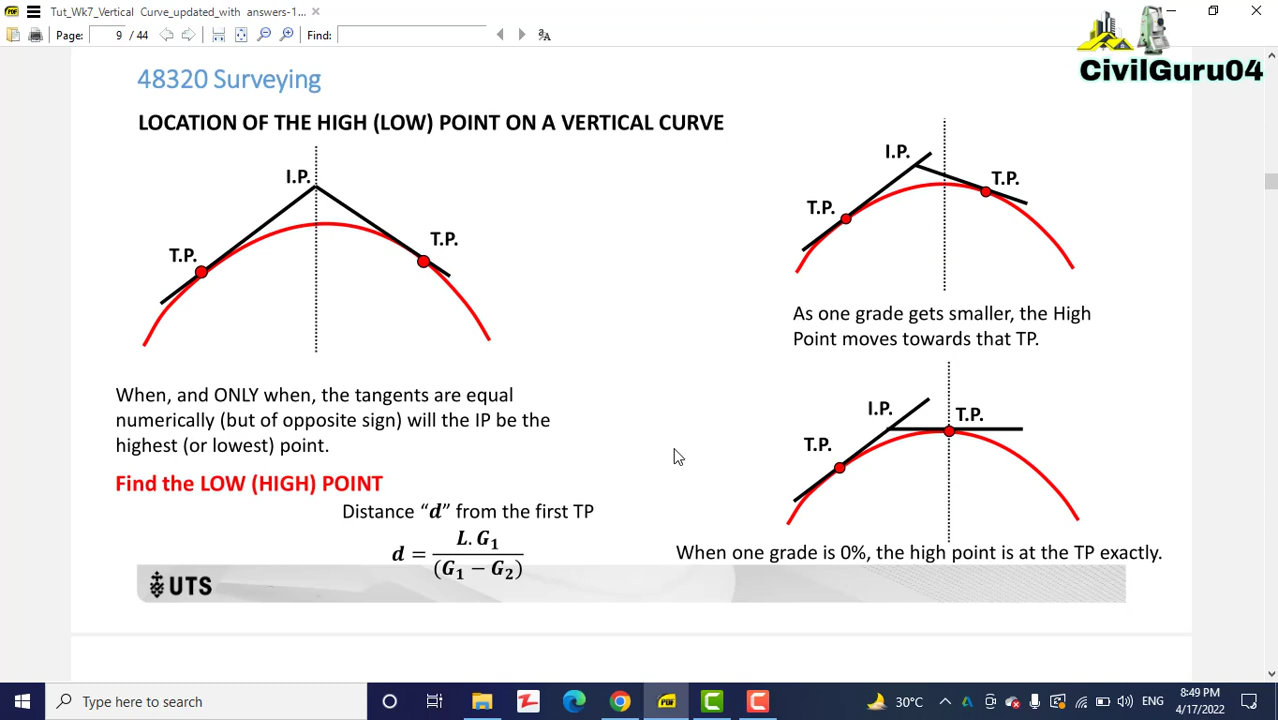 Tut_Wk7_Vertical Curve_updated_with answers-1...
Page: 9 / 44 Find:
CivilGuru04
48320 Surveying
LOCATION OF THE HIGH (LOW) POINT ON A VERTICAL CURVE
I.P.
T.P.
T.P.
I.P.
T.P.
T.P.
As one grade gets smaller, the High
Point moves towards that TP.
When, and ONLY when, the tangents are equal
numerically (but of opposite sign) will the IP be the
highest (or lowest) point.
I.P.
T.P.
T.P.
Find the LOW (HIGH) POINT
Distance “d” from the first TP
d = L. G₁ / (G₁ − G₂)
When one grade is 0%, the high point is at the TP exactly.
UTS
Type here to search
30°C
ENG
8:49 PM
4/17/2022